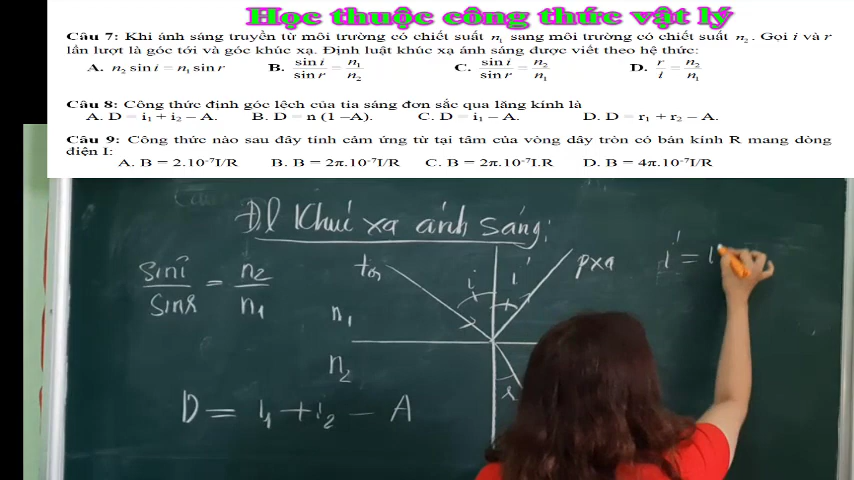 Học thuộc công thức vật lý
Câu 7: Khi ánh sáng truyền từ môi trường có chiết suất n₁ sang môi trường có chiết suất n₂. Gọi i và r
lần lượt là góc tới và góc khúc xạ. Định luật khúc xạ ánh sáng được viết theo hệ thức:
A. n₂ sin i = n₁ sin r B. sin i / sin r = n₁ / n₂ C. sin i / sin r = n₂ / n₁ D. r / i = n₂ / n₁
Câu 8: Công thức định góc lệch của tia sáng đơn sắc qua lăng kính là
A. D = i₁ + i₂ – A. B. D = n (1 –A). C. D = i₁ – A. D. D = r₁ + r₂ – A.
Câu 9: Công thức nào sau đây tính cảm ứng từ tại tâm của vòng dây tròn có bán kính R mang dòng
điện I:
A. B = 2.10⁻⁷I/R B. B = 2π.10⁻⁷I/R C. B = 2π.10⁻⁷I.R D. B = 4π.10⁻⁷I/R
ĐL Khúc xạ ánh sáng:
sin i / sin r = n₂ / n₁
tới i i' pxạ i' = i
n₁
n₂
r
D = i₁ + i₂ – A